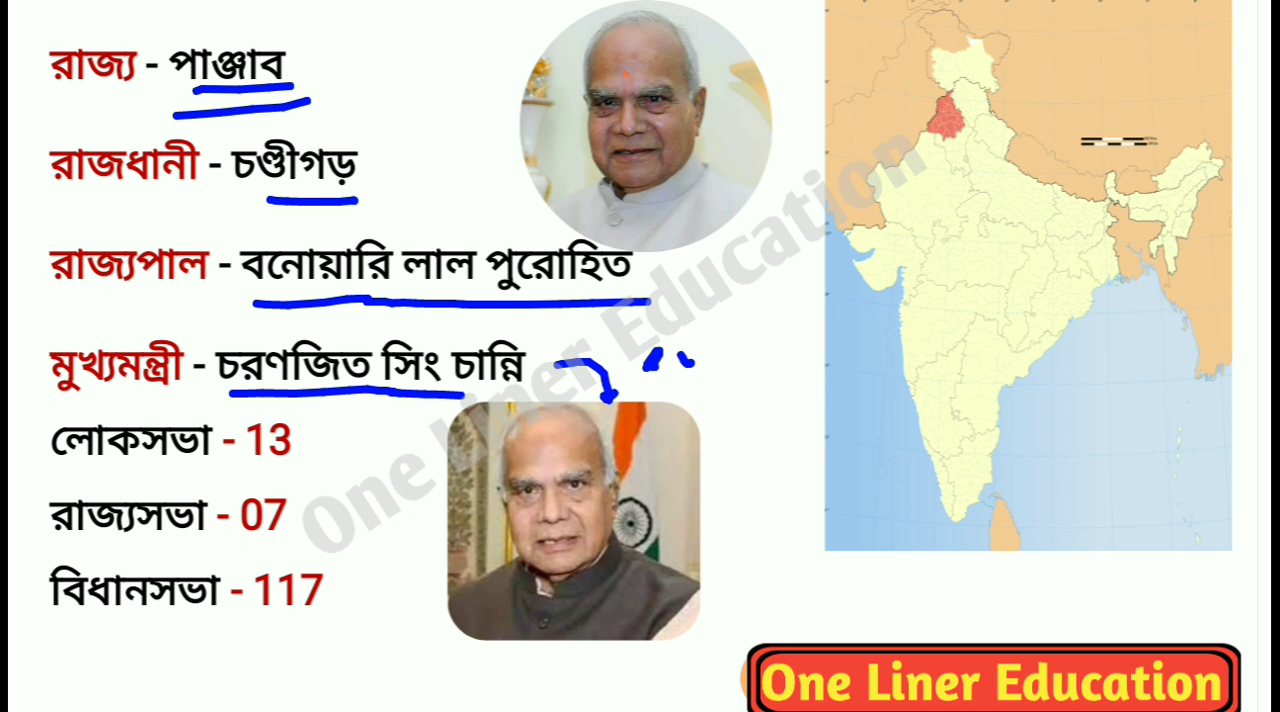 রাজ্য - পাঞ্জাব
রাজধানী - চণ্ডীগড়
রাজ্যপাল - বনোয়ারি লাল পুরোহিত
মুখ্যমন্ত্রী - চরণজিত সিং চান্নি
লোকসভা - 13
রাজ্যসভা - 07
বিধানসভা - 117
One Liner Education
One Liner Education